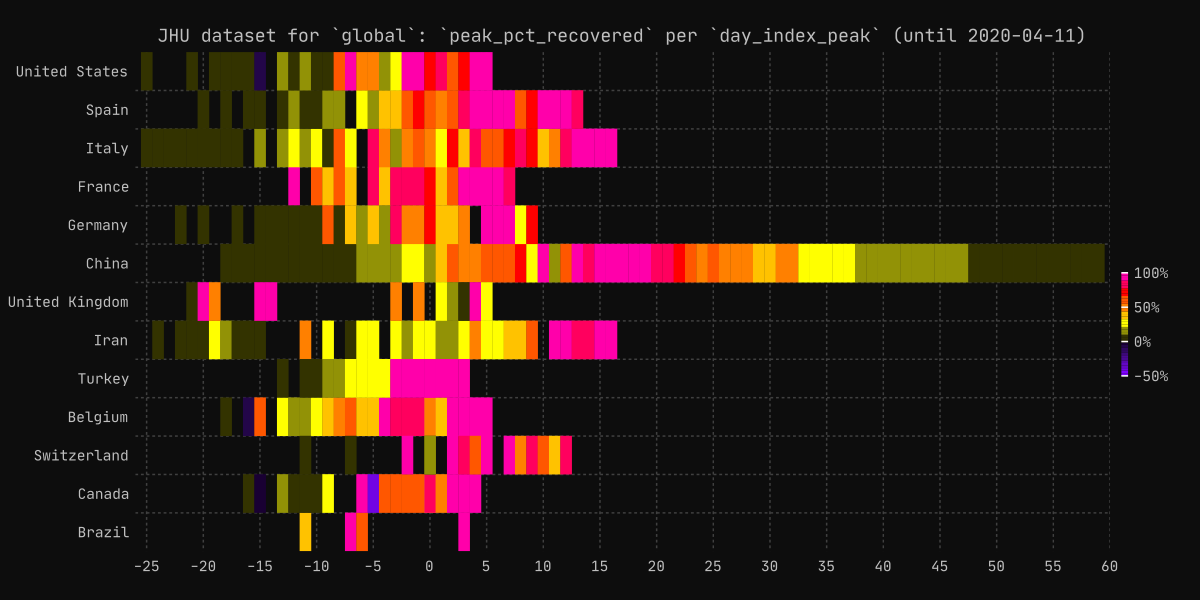 JHU dataset for `global`: `peak_pct_recovered` per `day_index_peak` (until 2020-04-11)
United States
Spain
Italy
France
Germany
China
United Kingdom
Iran
Turkey
Belgium
Switzerland
Canada
Brazil
100%
50%
0%
-50%
-25 -20 -15 -10 -5 0 5 10 15 20 25 30 35 40 45 50 55 60